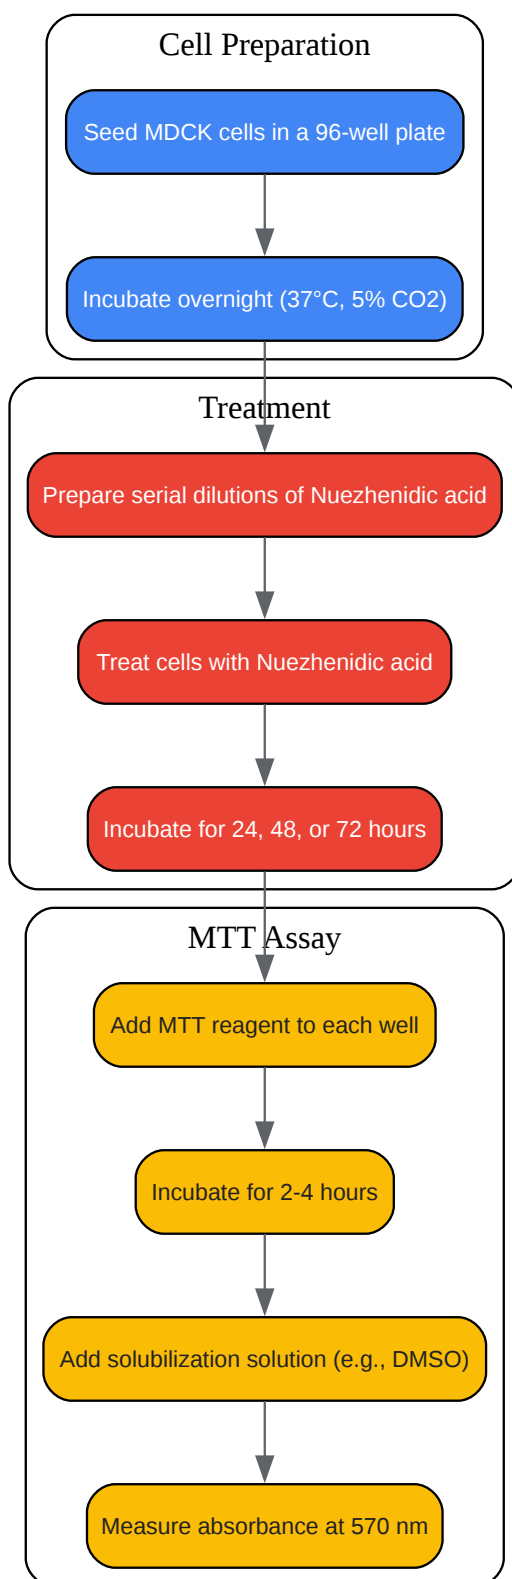 Cell Preparation
Seed MDCK cells in a 96-well plate
Incubate overnight (37°C, 5% CO2)
Treatment
Prepare serial dilutions of Nuezhenidic acid
Treat cells with Nuezhenidic acid
Incubate for 24, 48, or 72 hours
MTT Assay
Add MTT reagent to each well
Incubate for 2-4 hours
Add solubilization solution (e.g., DMSO)
Measure absorbance at 570 nm